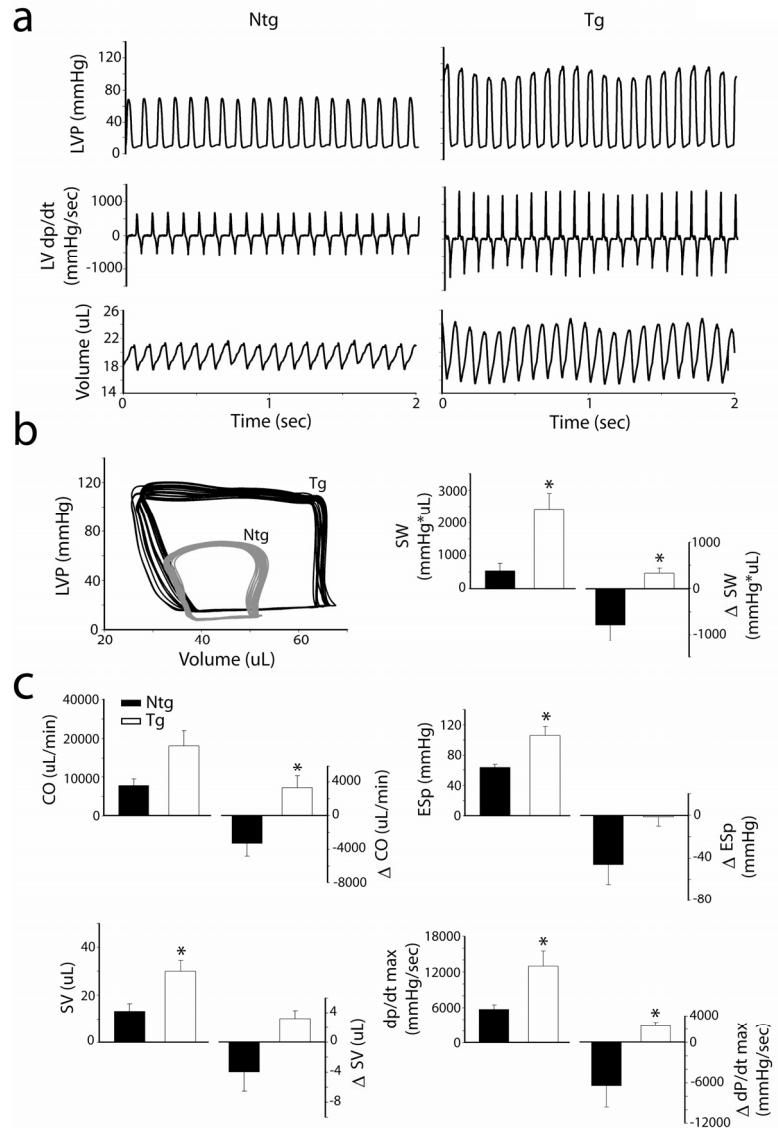 a
Ntg
Tg
LVP (mmHg)
120
80
40
0
LV dp/dt
(mmHg/sec)
1000
0
-1000
Volume (uL)
26
22
18
14
0
1
2
0
1
2
Time (sec)
Time (sec)
b
LVP (mmHg)
120
80
40
0
Tg
Ntg
20
40
60
Volume (uL)
SW
(mmHg*uL)
3000
2000
1000
0
*
*
1000
0
-1000
Δ SW
(mmHg*uL)
c
Ntg
Tg
CO (uL/min)
40000
20000
10000
0
*
4000
0
-4000
-8000
Δ CO (uL/min)
ESp (mmHg)
120
80
40
0
*
0
-40
-80
Δ ESp
(mmHg)
SV (uL)
40
20
0
*
4
0
-4
-8
Δ SV (uL)
dp/dt max
(mmHg/sec)
18000
12000
6000
0
*
*
4000
0
-6000
-12000
Δ dP/dt max
(mmHg/sec)